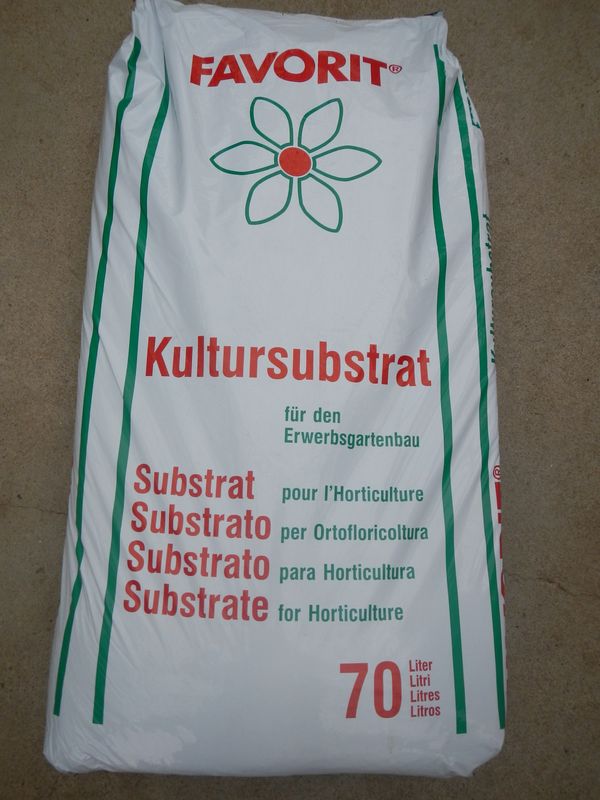 FAVORIT®
Kultursubstrat
für den
Erwerbsgartenbau
Substrat pour l'Horticulture
Substrato per Ortofloricoltura
Substrato para Horticultura
Substrate for Horticulture
70 Liter
Litri
Litres
Litros
Kultursubstrat